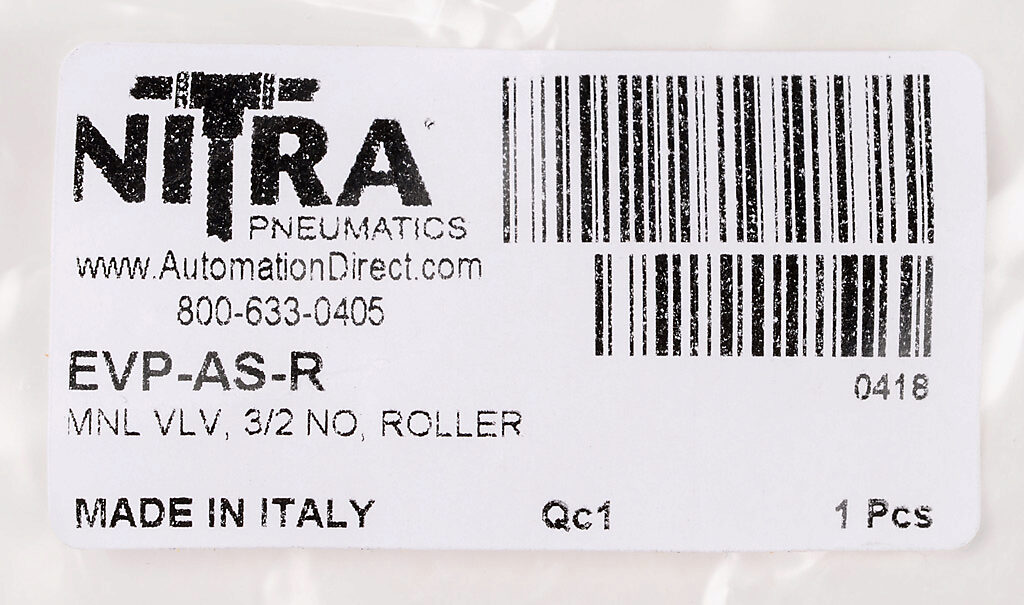 NITRA
PNEUMATICS
www.AutomationDirect.com
800-633-0405
EVP-AS-R
MNL VLV, 3/2 NO, ROLLER
0418
MADE IN ITALY
Qc1
1 Pcs